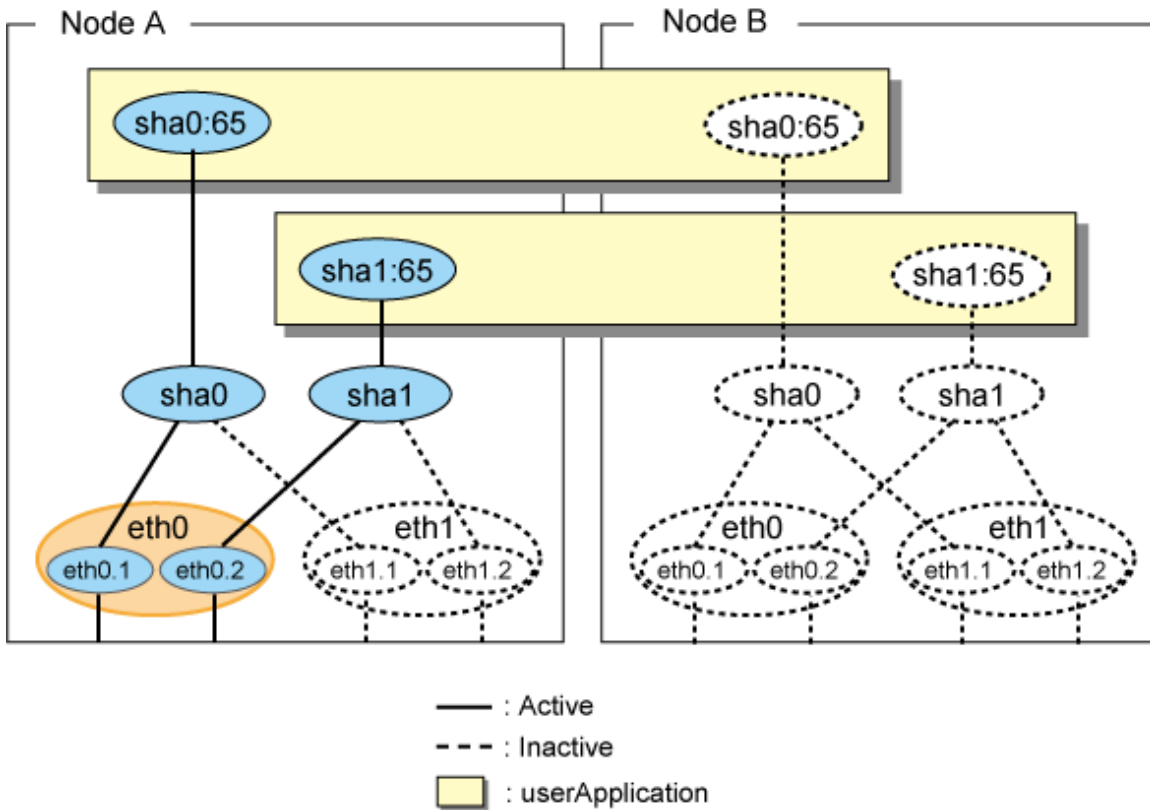 Node A
Node B
sha0:65
sha0:65
sha1:65
sha1:65
sha0
sha1
sha0
sha1
eth0
eth1
eth0
eth1
eth0.1
eth0.2
eth1.1
eth1.2
eth0.1
eth0.2
eth1.1
eth1.2
: Active
: Inactive
: userApplication